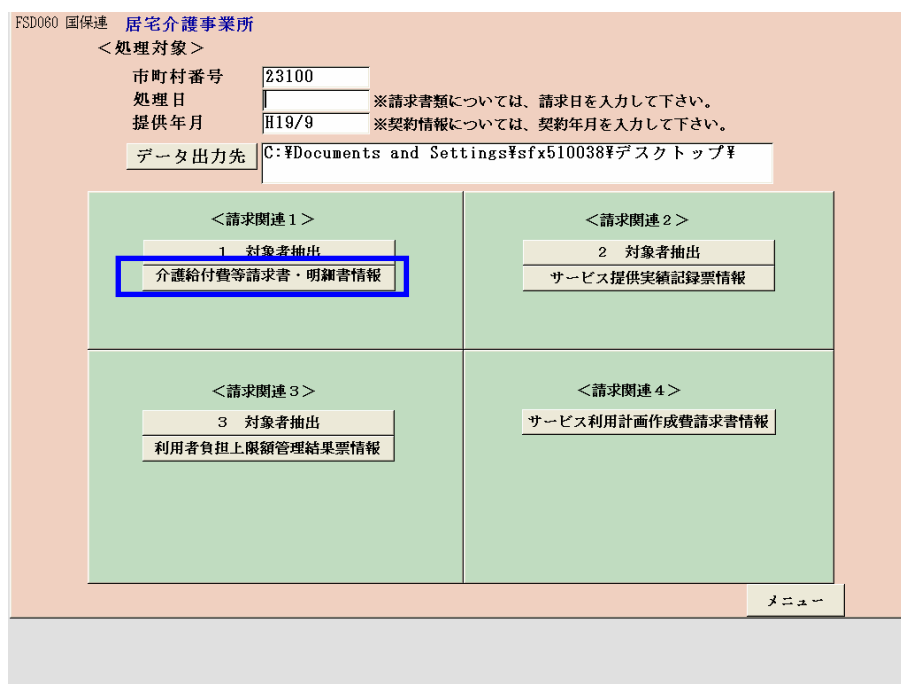 FSD060 国保連 居宅介護事業所
＜処理対象＞
市町村番号 23100
処理日 ※請求書類については、請求日を入力して下さい。
提供年月 H19/9 ※契約情報については、契約年月を入力して下さい。
データ出力先 C:¥Documents and Settings¥sfx510038¥デスクトップ¥
＜請求関連１＞
１　対象者抽出
介護給付費等請求書・明細書情報
＜請求関連２＞
２　対象者抽出
サービス提供実績記録票情報
＜請求関連３＞
３　対象者抽出
利用者負担上限額管理結果票情報
＜請求関連４＞
サービス利用計画作成費請求書情報
メニュー